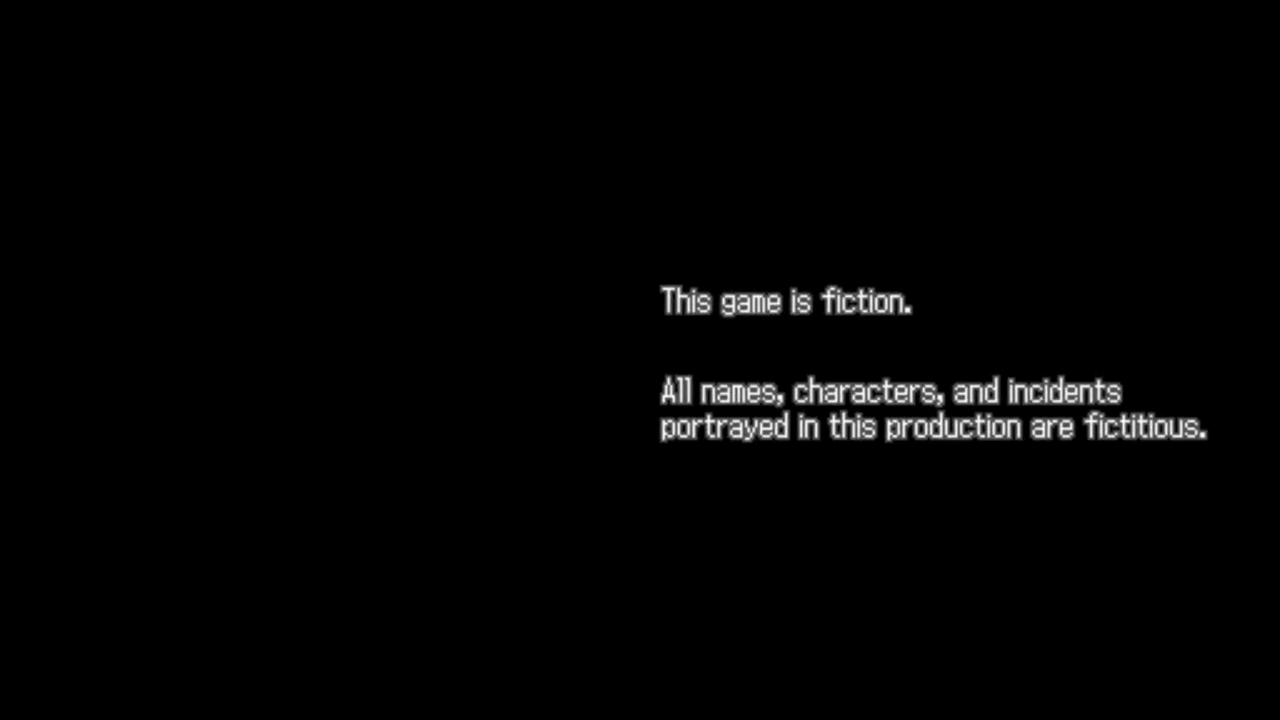 This game is fiction.
All names, characters, and incidents
portrayed in this production are fictitious.